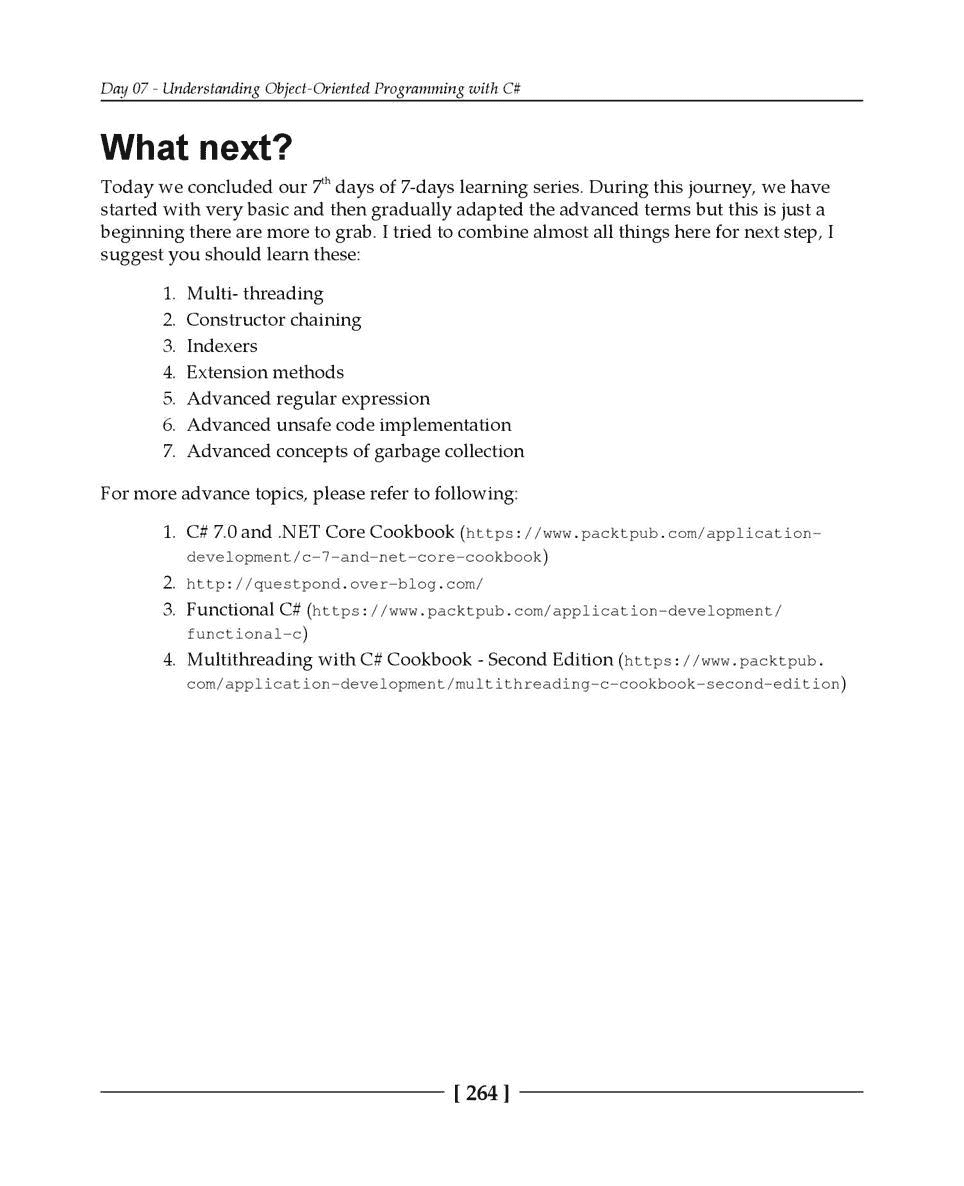 Day 07 - Understanding Object-Oriented Programming with C#
What next?
Today we concluded our 7th days of 7-days learning series. During this journey, we have
started with very basic and then gradually adapted the advanced terms but this is just a
beginning there are more to grab. I tried to combine almost all things here for next step, I
suggest you should learn these:
1. Multi- threading
2. Constructor chaining
3. Indexers
4. Extension methods
5. Advanced regular expression
6. Advanced unsafe code implementation
7. Advanced concepts of garbage collection
For more advance topics, please refer to following:
1. C# 7.0 and .NET Core Cookbook (https://www.packtpub.com/application-
development/c-7-and-net-core-cookbook)
2. http://questpond.over-blog.com/
3. Functional C# (https://www.packtpub.com/application-development/
functional-c)
4. Multithreading with C# Cookbook - Second Edition (https://www.packtpub.
com/application-development/multithreading-c-cookbook-second-edition)
[ 264 ]